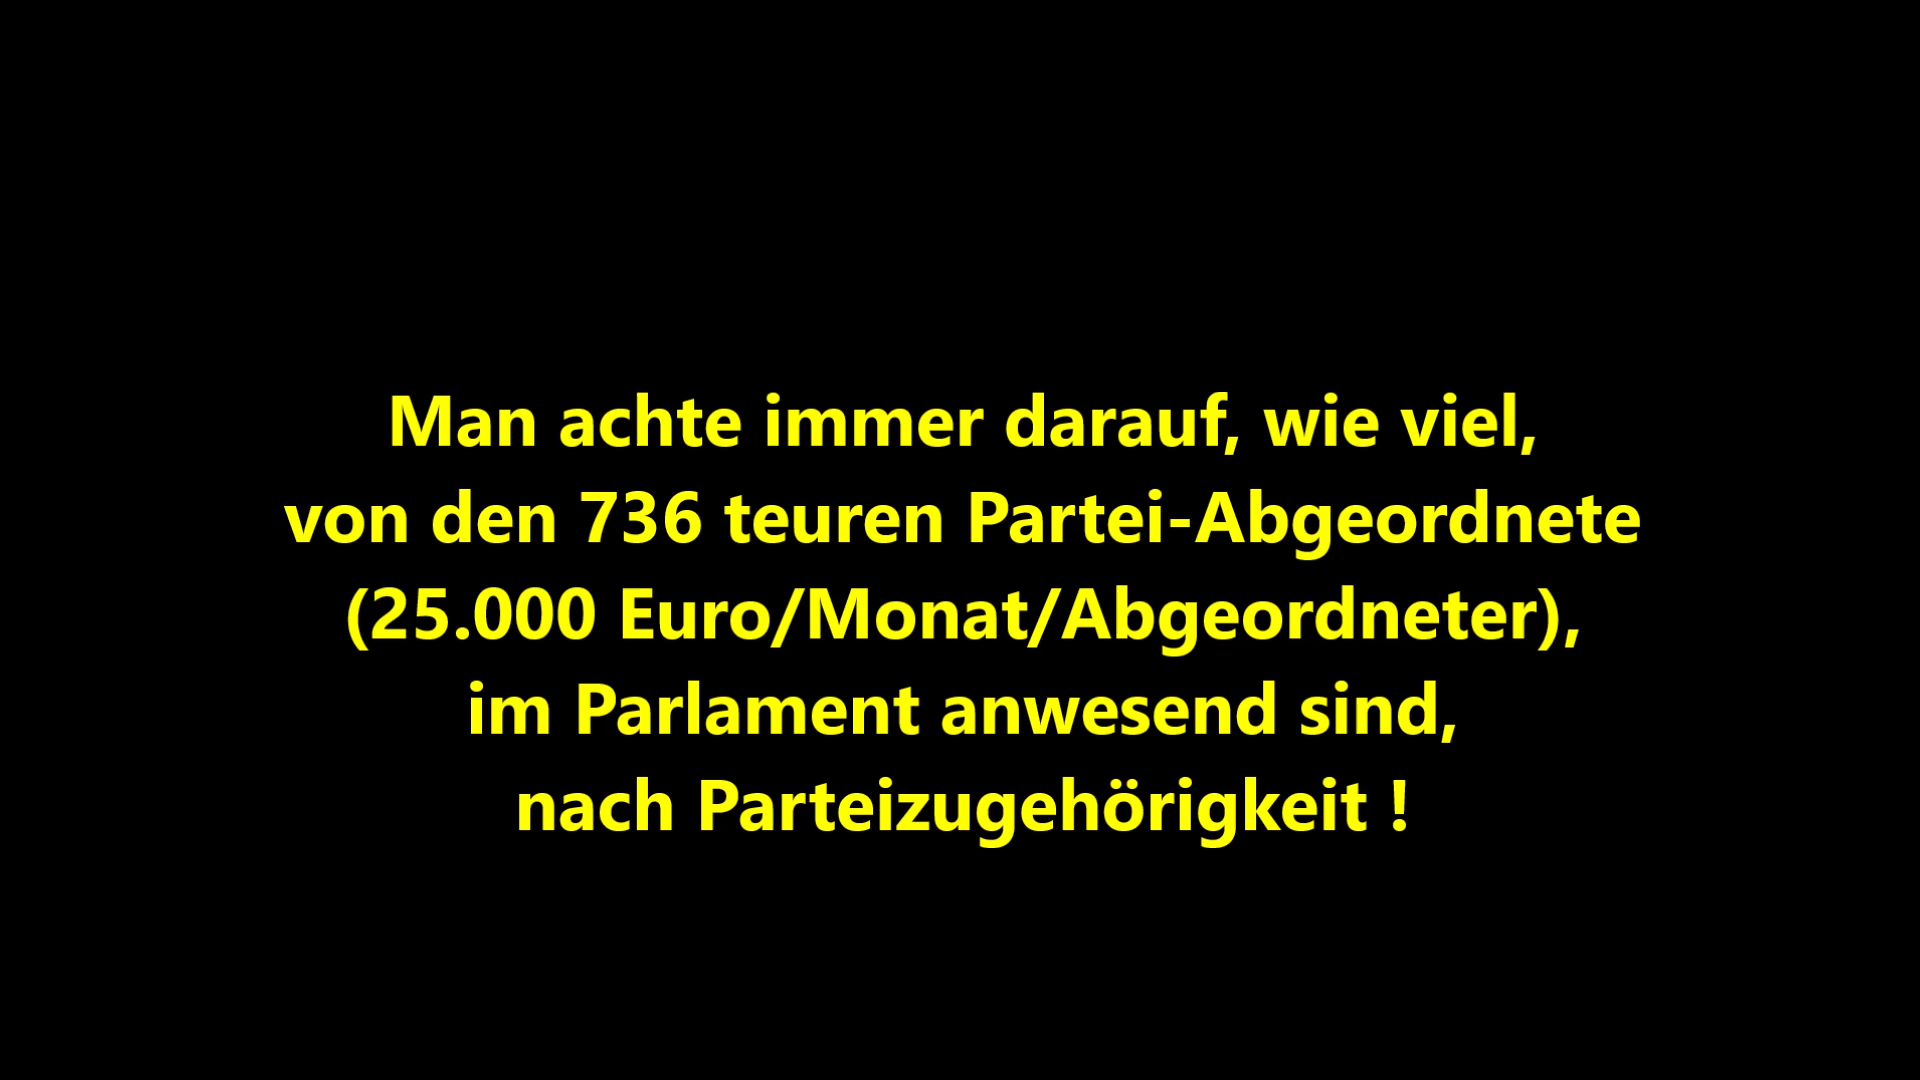 Man achte immer darauf, wie viel,
von den 736 teuren Partei-Abgeordnete
(25.000 Euro/Monat/Abgeordneter),
im Parlament anwesend sind,
nach Parteizugehörigkeit !